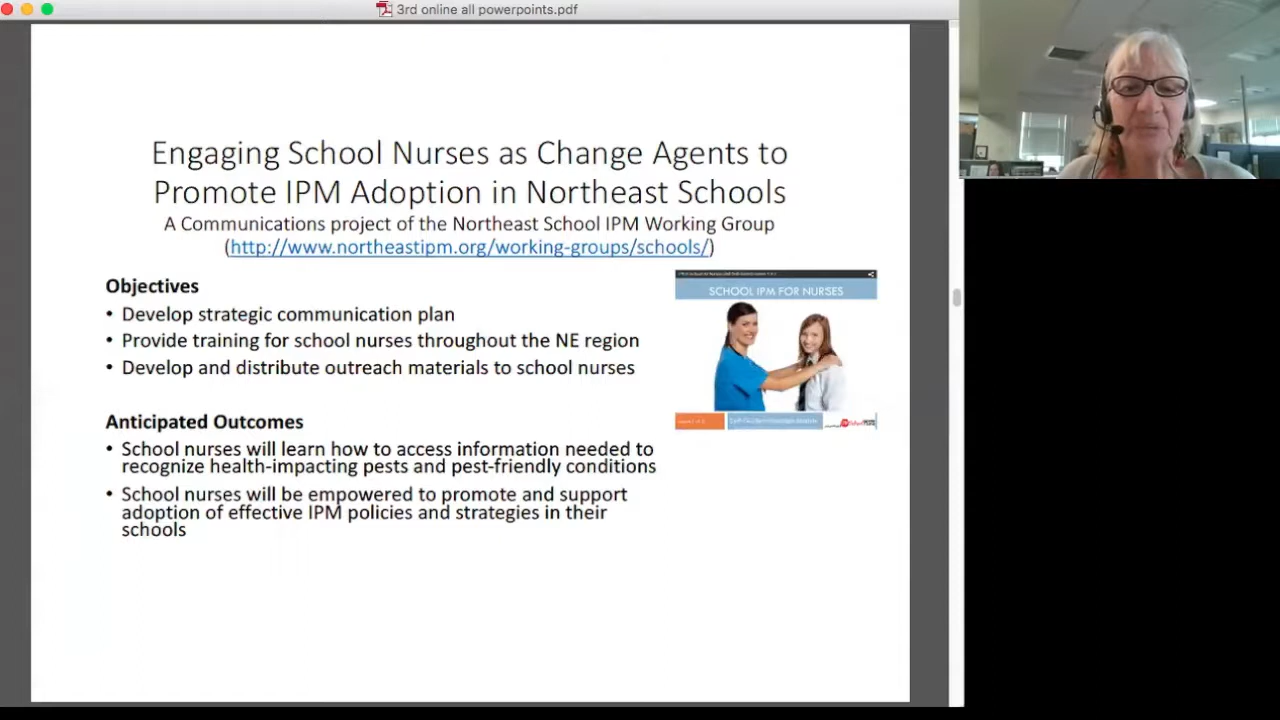 3rd online all powerpoints.pdf
Engaging School Nurses as Change Agents to
Promote IPM Adoption in Northeast Schools
A Communications project of the Northeast School IPM Working Group
(http://www.northeastipm.org/working-groups/schools/)
Objectives
• Develop strategic communication plan
• Provide training for school nurses throughout the NE region
• Develop and distribute outreach materials to school nurses
SCHOOL IPM FOR NURSES
Anticipated Outcomes
• School nurses will learn how to access information needed to
recognize health-impacting pests and pest-friendly conditions
• School nurses will be empowered to promote and support
adoption of effective IPM policies and strategies in their
schools